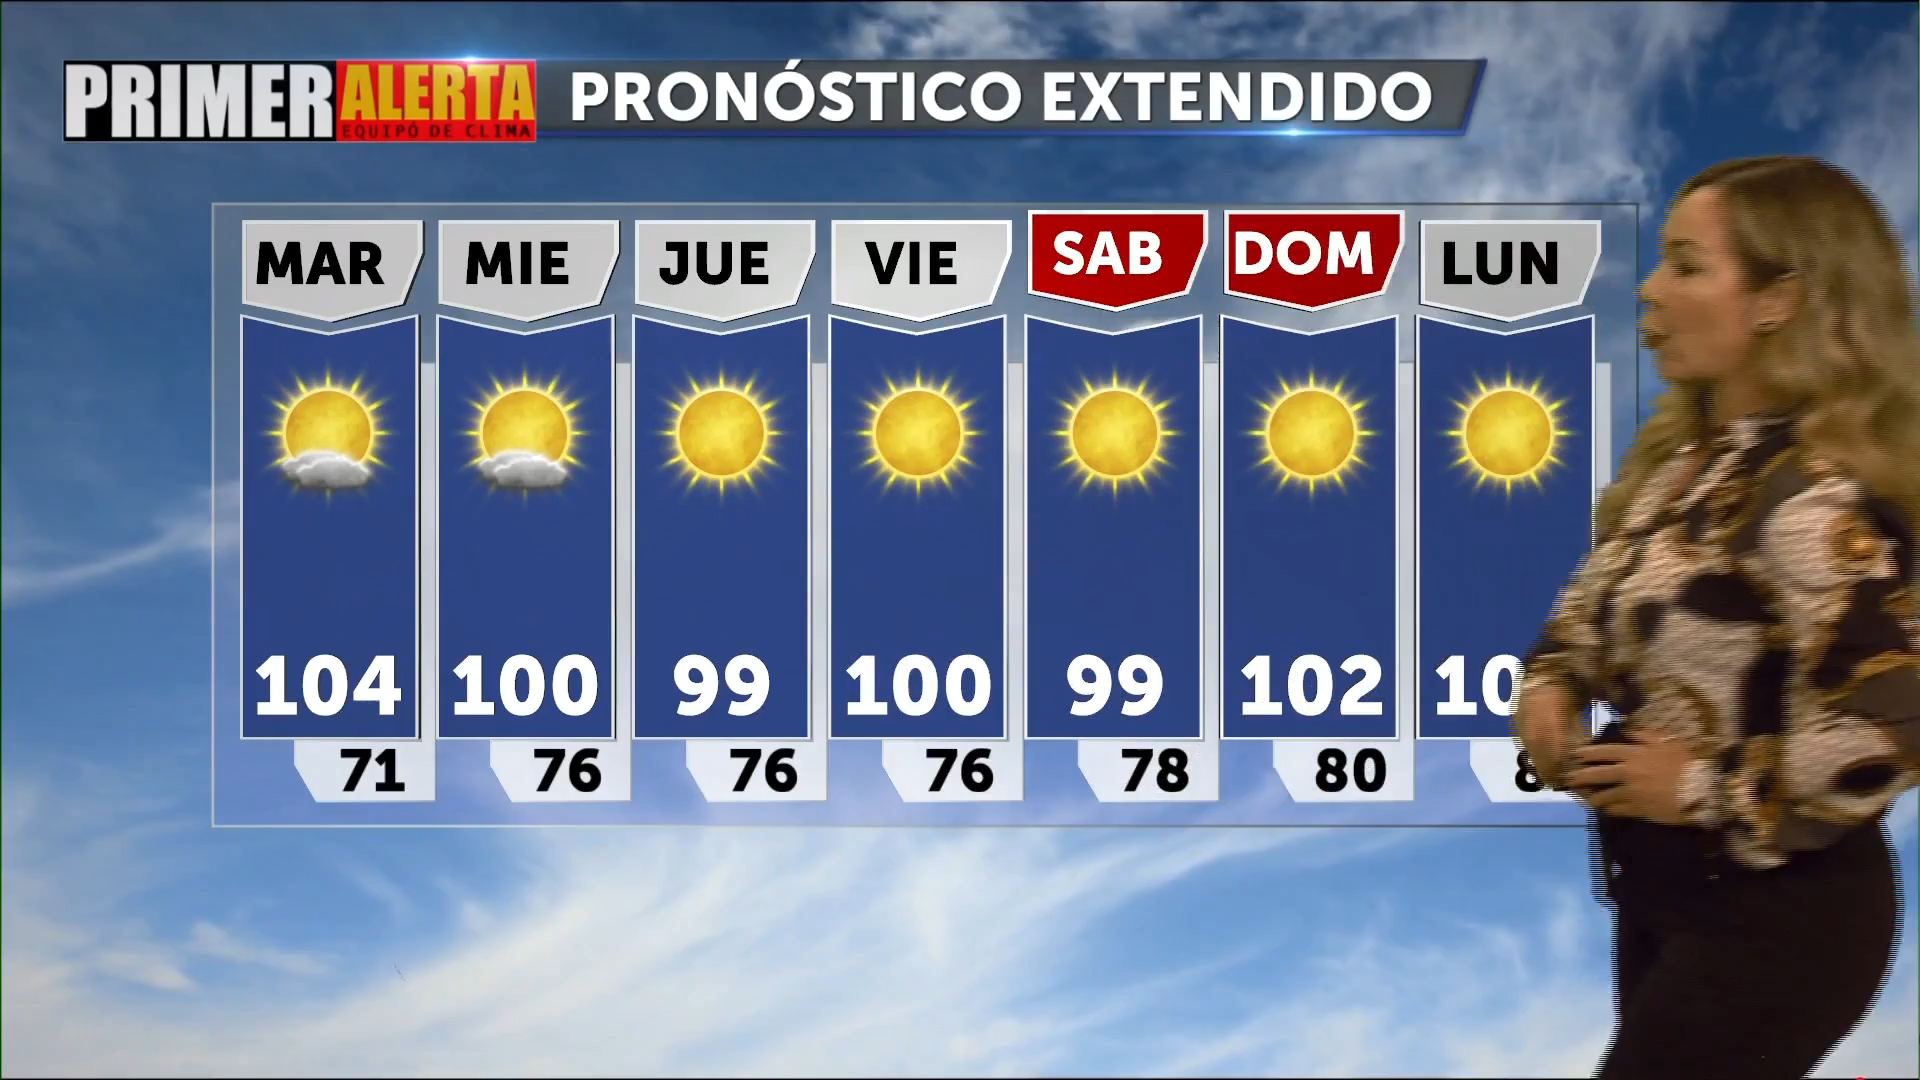 PRIMER ALERTA
EQUIPÓ DE CLIMA
PRONÓSTICO EXTENDIDO
MAR MIE JUE VIE SAB DOM LUN
104 100 99 100 99 102
71 76 76 76 78 80